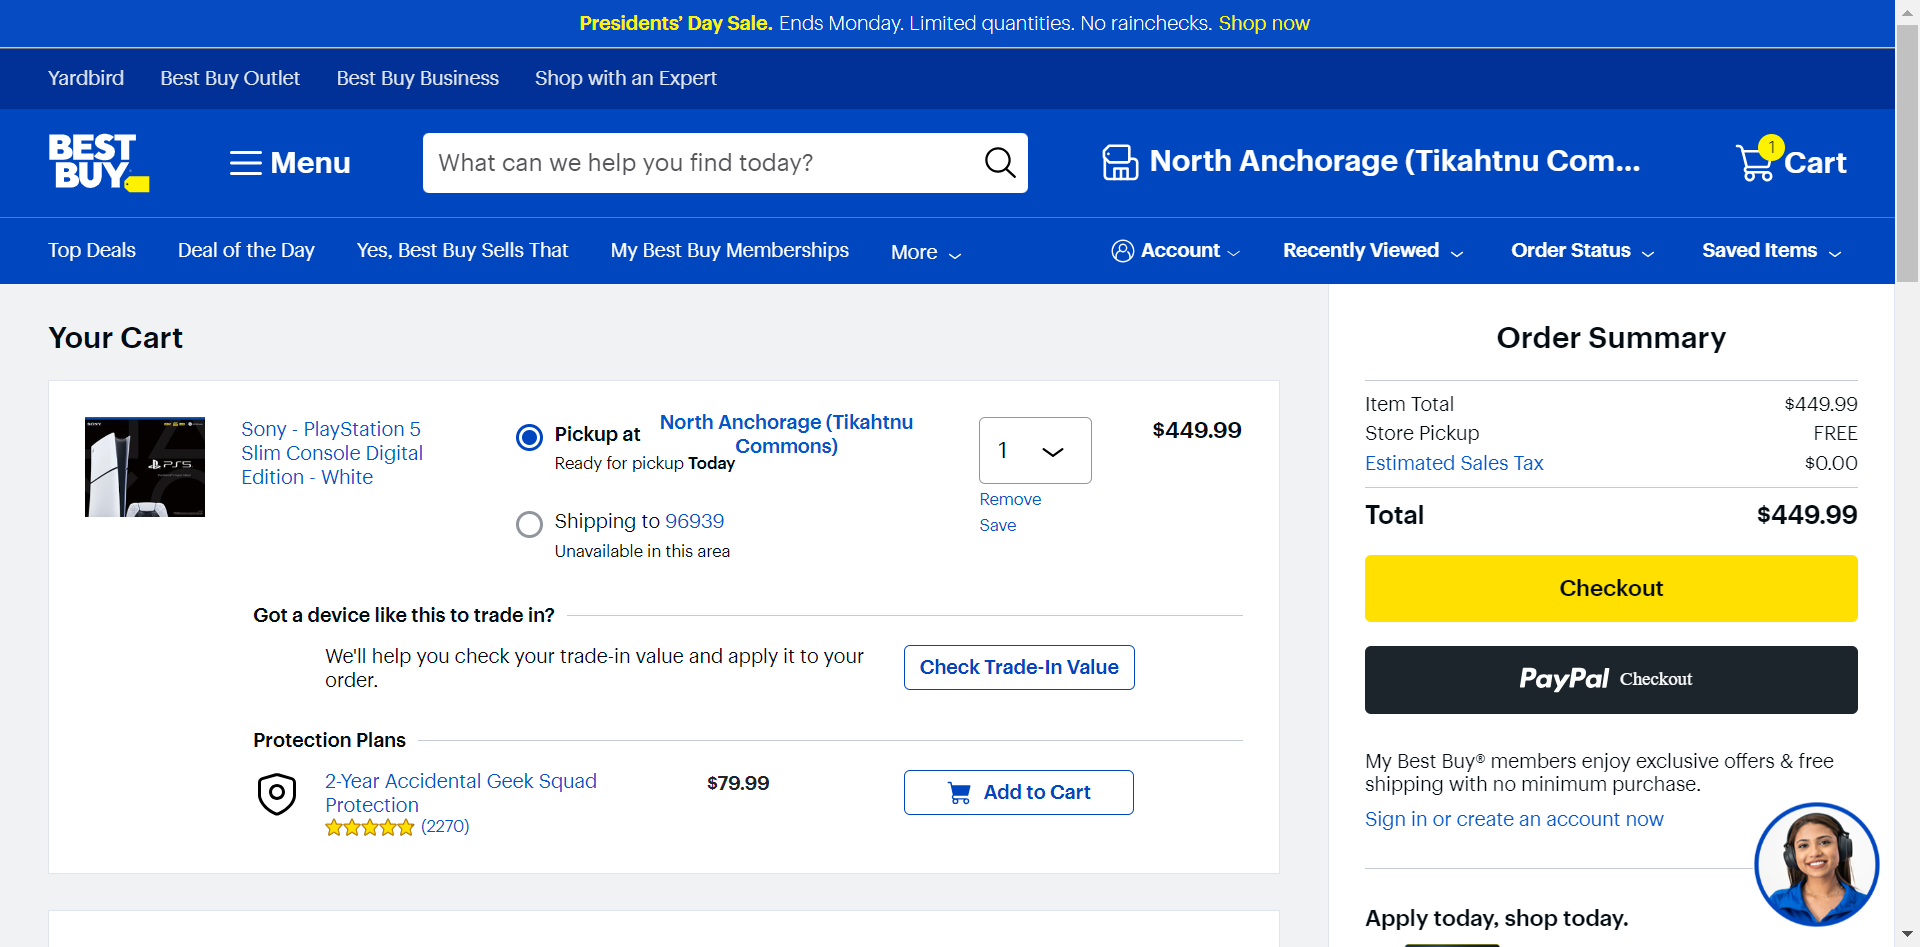 Presidents' Day Sale. Ends Monday. Limited quantities. No rainchecks. Shop now
Yardbird Best Buy Outlet Best Buy Business Shop with an Expert
BEST
BUY
Menu
What can we help you find today?
North Anchorage (Tikahtnu Com...
1
Cart
Top Deals Deal of the Day Yes, Best Buy Sells That My Best Buy Memberships More
Account Recently Viewed Order Status Saved Items
Your Cart
SONY
PS5
Sony - PlayStation 5
Slim Console Digital
Edition - White
Pickup at North Anchorage (Tikahtnu
Commons)
Ready for pickup Today
Shipping to 96939
Unavailable in this area
1
Remove
Save
$449.99
Got a device like this to trade in?
We'll help you check your trade-in value and apply it to your
order.
Check Trade-In Value
Protection Plans
2-Year Accidental Geek Squad
Protection
(2270)
$79.99
Add to Cart
Order Summary
Item Total $449.99
Store Pickup FREE
Estimated Sales Tax $0.00
Total $449.99
Checkout
PayPal Checkout
My Best Buy® members enjoy exclusive offers & free
shipping with no minimum purchase.
Sign in or create an account now
Apply today, shop today.